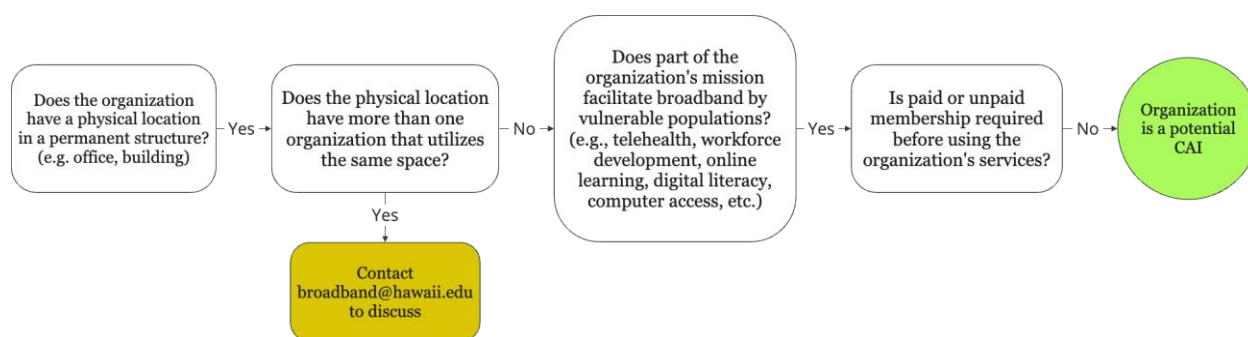 Does the organization
have a physical location
in a permanent structure?
(e.g. office, building)
Yes
Does the physical location
have more than one
organization that utilizes
the same space?
No
Does part of the
organization's mission
facilitate broadband by
vulnerable populations?
(e.g., telehealth, workforce
development, online
learning, digital literacy,
computer access, etc.)
Yes
Is paid or unpaid
membership required
before using the
organization's services?
No
Organization
is a potential
CAI
Yes
Contact
broadband@hawaii.edu
to discuss